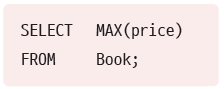 SELECT MAX(price)
FROM Book;